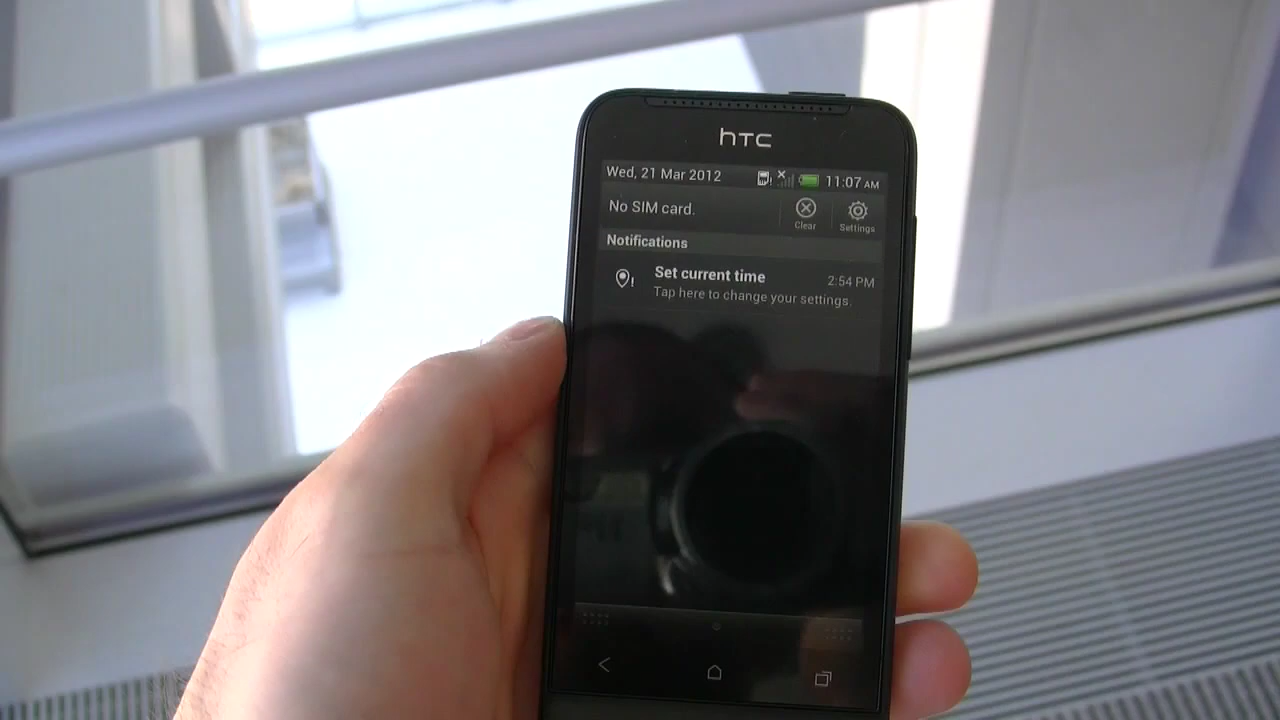 hTC
Wed, 21 Mar 2012 11:07 AM
No SIM card.
Clear
Settings
Notifications
Set current time 2:54 PM
Tap here to change your settings.